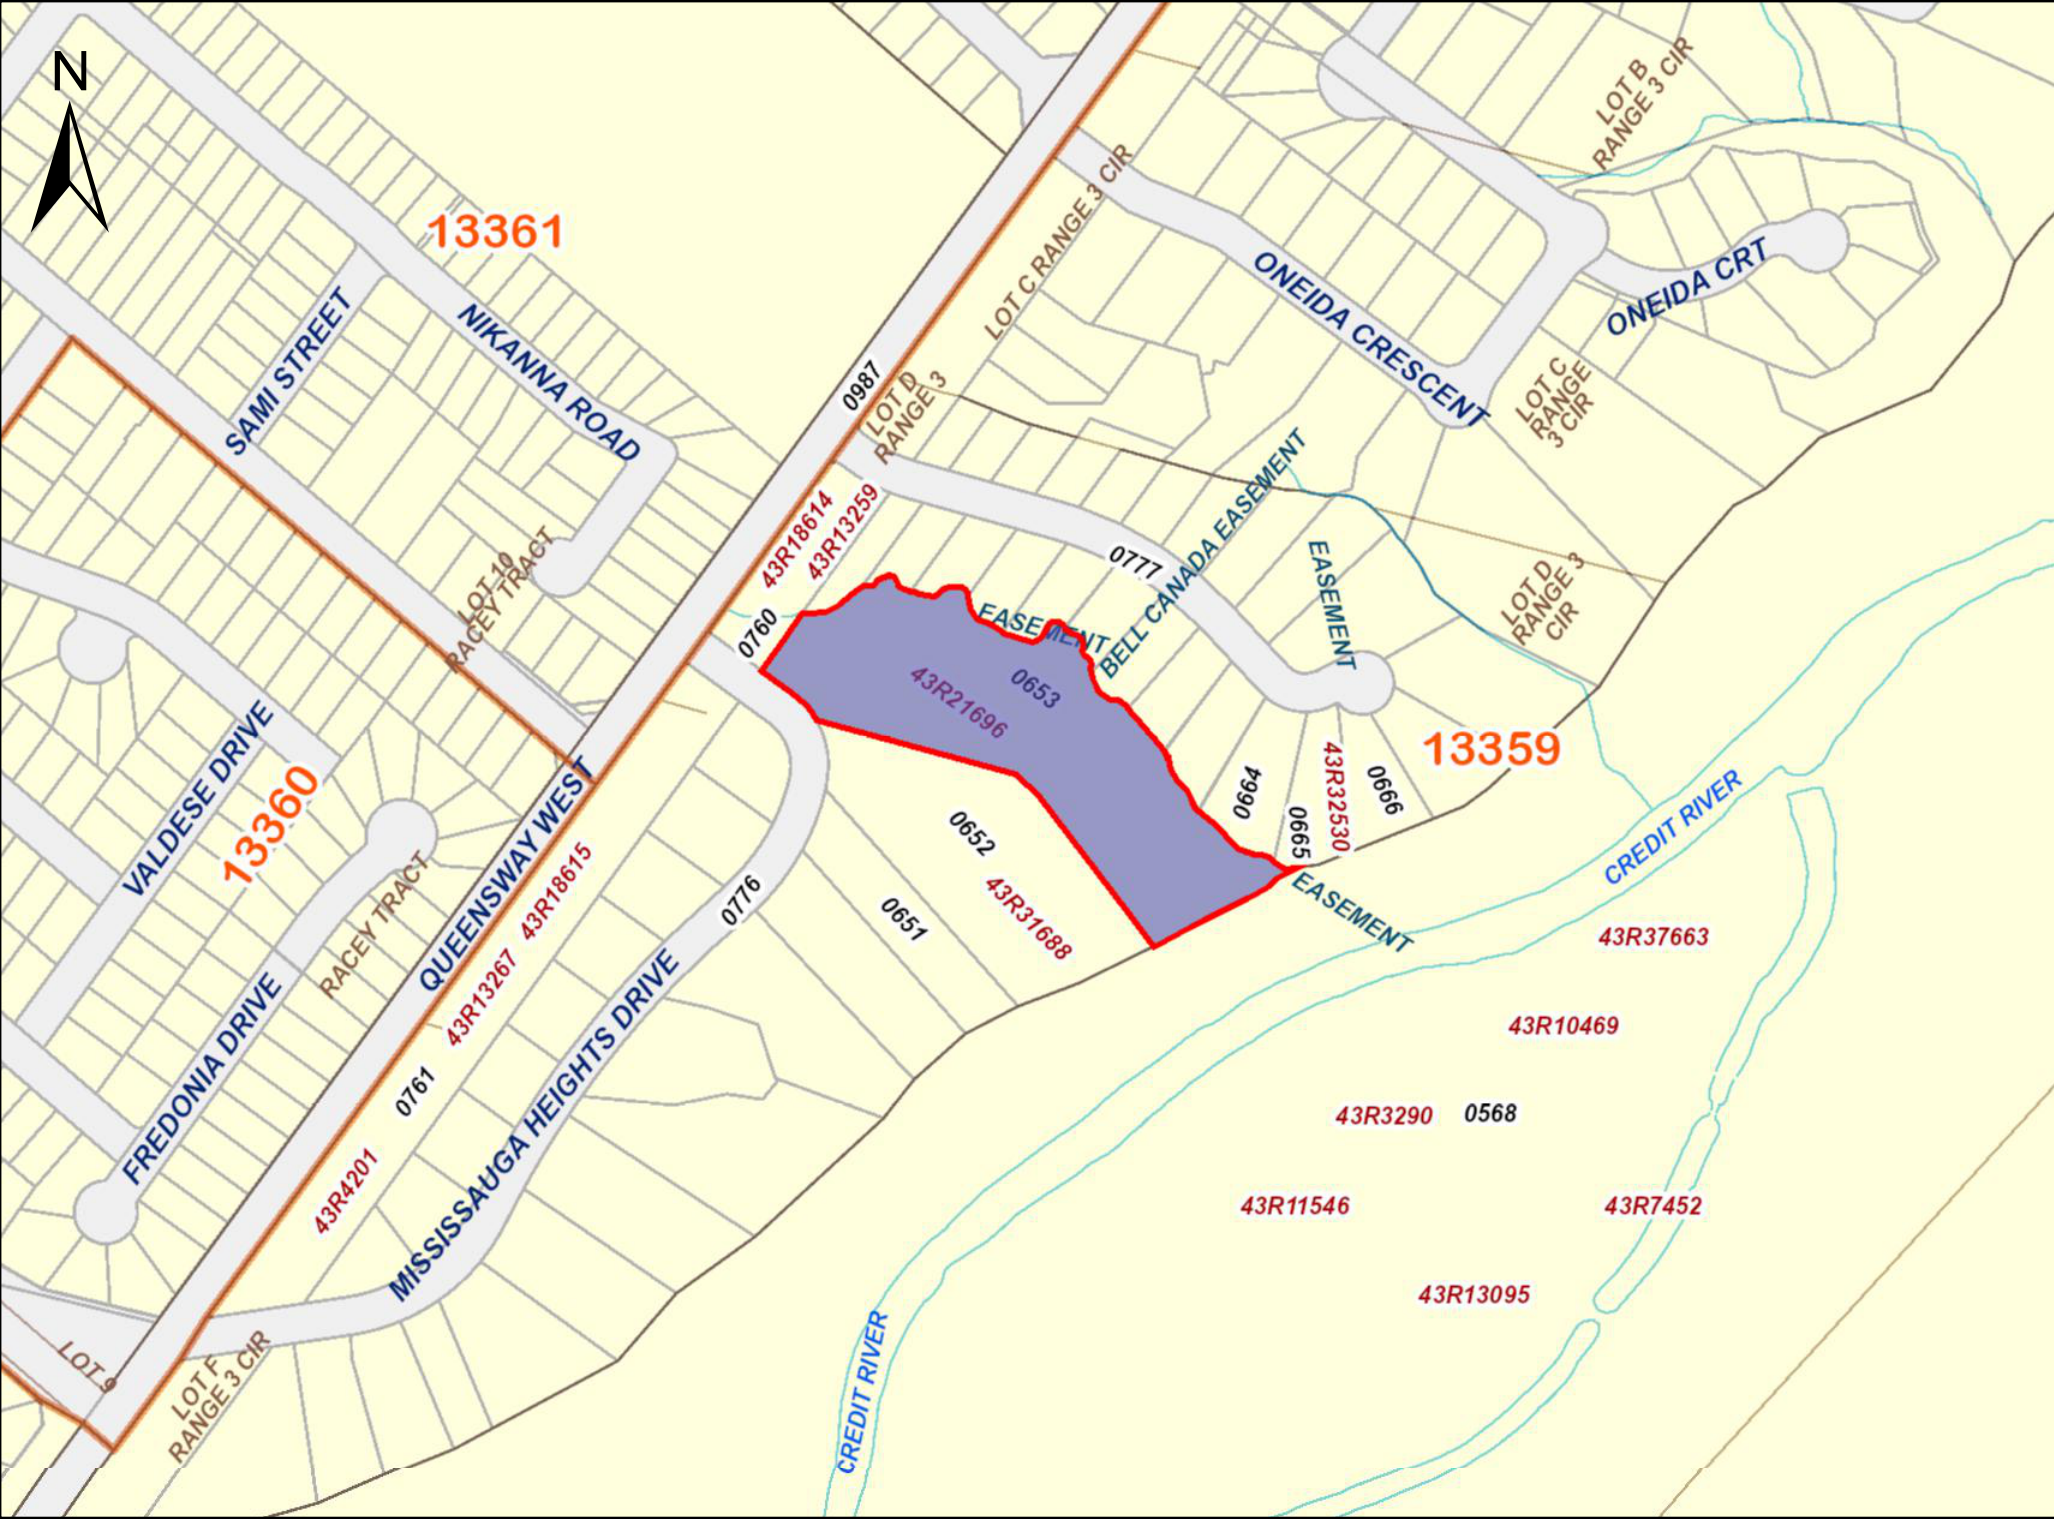 N
13361
LOT B
RANGE 3 CIR
LOT C RANGE 3 CIR
ONEIDA CRESCENT
ONEIDA CRT
SAMI STREET
NIKANNA ROAD
0987
LOT D
RANGE 3
LOT C
RANGE
3 CIR
43R18614
43R13259
BELL CANADA EASEMENT
EASEMENT
0777
LOT 10
RACEY TRACT
LOT D
RANGE 3
CIR
0760
EASEMENT
43R21696
0653
13359
VALDESE DRIVE
13360
QUEENSWAY WEST
0664
0665
43R32530
0666
CREDIT RIVER
0652
43R31688
0651
EASEMENT
43R18615
43R13267
0776
RACEY TRACT
FREDONIA DRIVE
MISSISSAUGA HEIGHTS DRIVE
43R37663
43R10469
0761
43R3290
0568
43R4201
43R11546
43R7452
43R13095
LOT 9
LOT F
RANGE 3 CIR
CREDIT RIVER